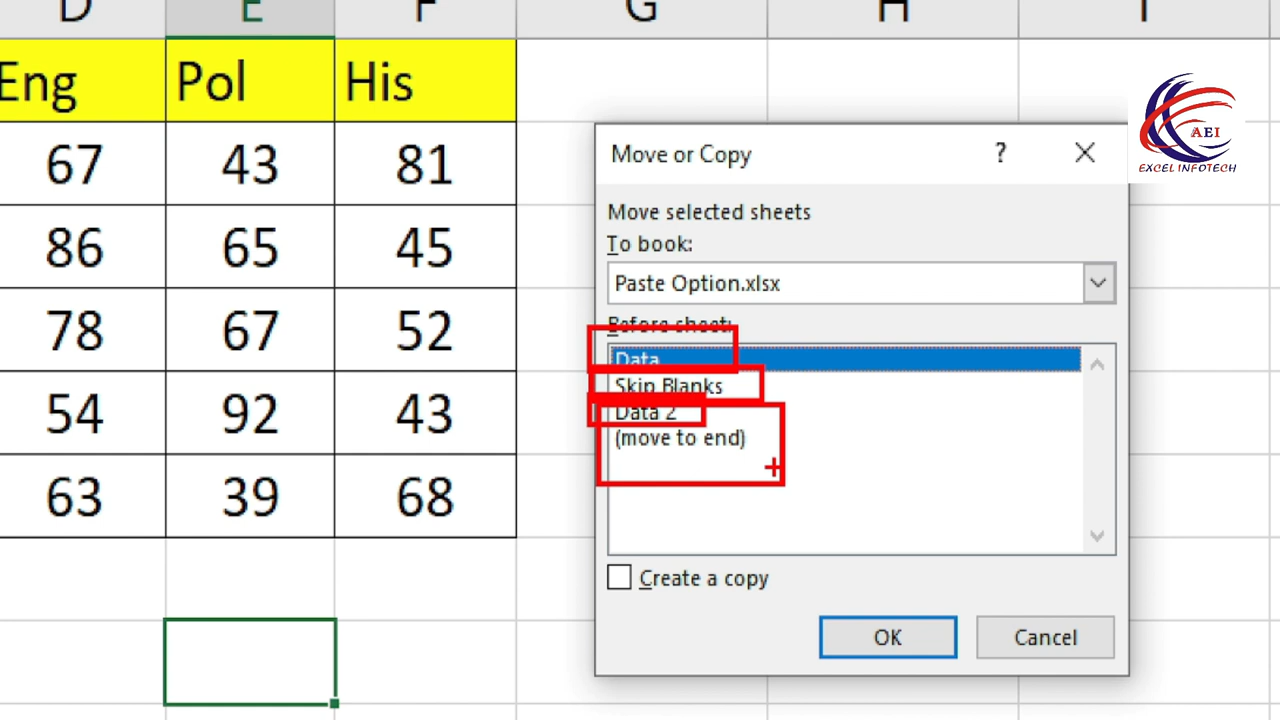 D E F G H I
Eng Pol His
67 43 81
86 65 45
78 67 52
54 92 43
63 39 68
Move or Copy ?
Move selected sheets
To book:
Paste Option.xlsx
Before sheet:
Data
Skip Blanks
Data 2
(move to end)
Create a copy
OK Cancel
AEI
EXCEL INFOTECH